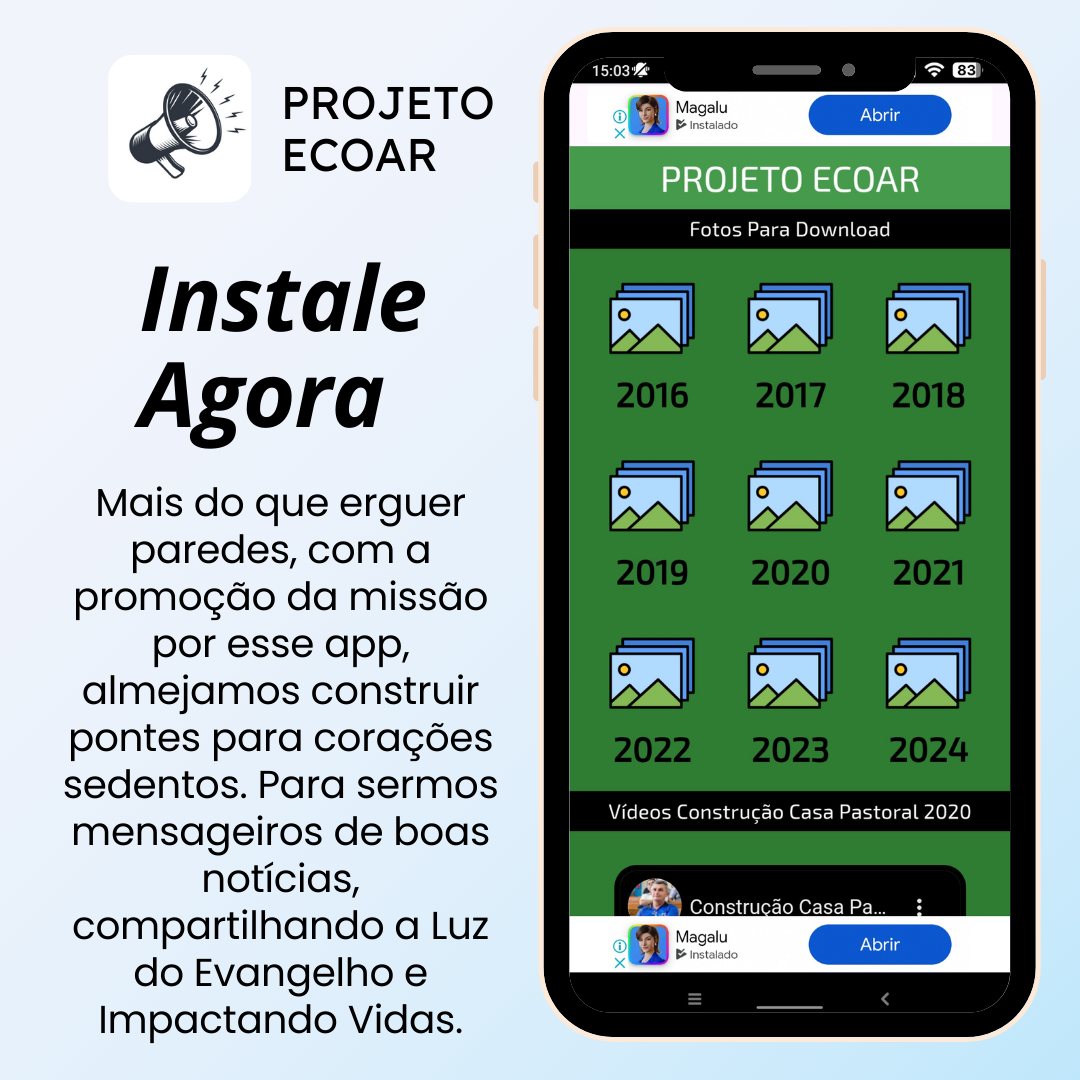 PROJETO
ECOAR
Instale
Agora
Mais do que erguer
paredes, com a
promoção da missão
por esse app,
almejamos construir
pontes para corações
sedentos. Para sermos
mensageiros de boas
notícias,
compartilhando a Luz
do Evangelho e
Impactando Vidas.
15:03 83
Magalu
Instalado
Abrir
PROJETO ECOAR
Fotos Para Download
2016 2017 2018
2019 2020 2021
2022 2023 2024
Vídeos Construção Casa Pastoral 2020
Construção Casa Pa...
Magalu
Instalado
Abrir